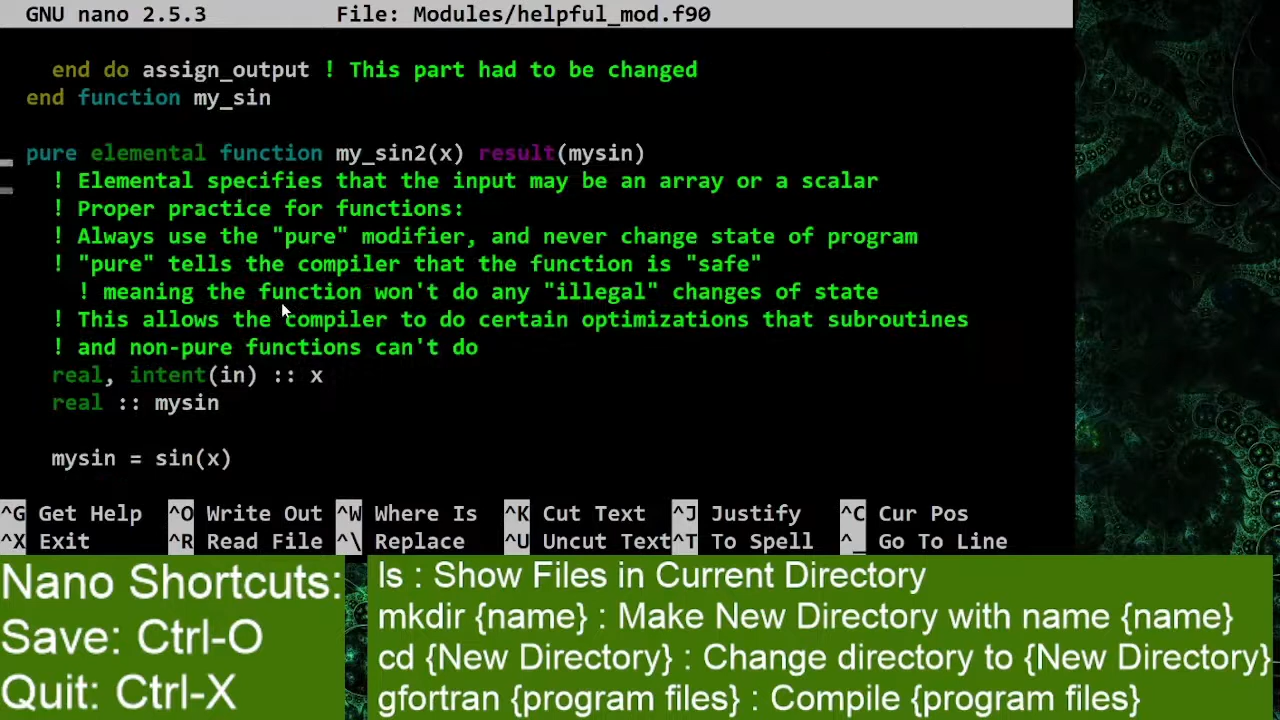 GNU nano 2.5.3 File: Modules/helpful_mod.f90
end do assign_output ! This part had to be changed
end function my_sin
pure elemental function my_sin2(x) result(mysin)
! Elemental specifies that the input may be an array or a scalar
! Proper practice for functions:
! Always use the "pure" modifier, and never change state of program
! "pure" tells the compiler that the function is "safe"
! meaning the function won't do any "illegal" changes of state
! This allows the compiler to do certain optimizations that subroutines
! and non-pure functions can't do
real, intent(in) :: x
real :: mysin
mysin = sin(x)
^G Get Help ^O Write Out ^W Where Is ^K Cut Text ^J Justify ^C Cur Pos
^X Exit ^R Read File ^\ Replace ^U Uncut Text ^T To Spell ^_ Go To Line
Nano Shortcuts:
Save: Ctrl-O
Quit: Ctrl-X
ls : Show Files in Current Directory
mkdir {name} : Make New Directory with name {name}
cd {New Directory} : Change directory to {New Directory}
gfortran {program files} : Compile {program files}